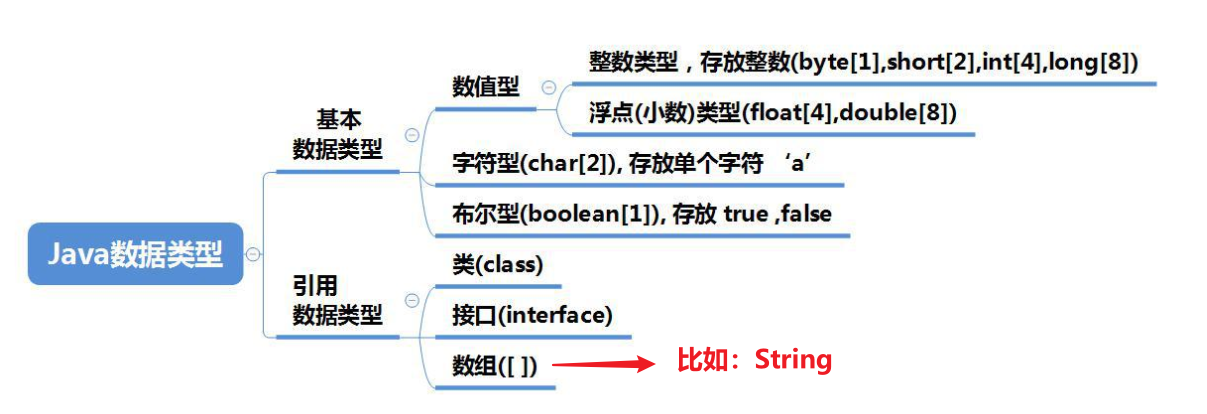 Java数据类型
基本
数据类型
数值型
整数类型，存放整数(byte[1],short[2],int[4],long[8])
浮点(小数)类型(float[4],double[8])
字符型(char[2]), 存放单个字符 ‘a’
布尔型(boolean[1]), 存放 true ,false
引用
数据类型
类(class)
接口(interface)
数组([ ])
比如：String